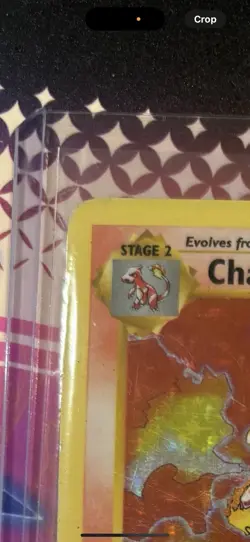 Crop
STAGE 2
Evolves fro
Cha